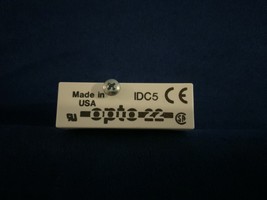 Made in
USA
IDC5 CE
opto 22